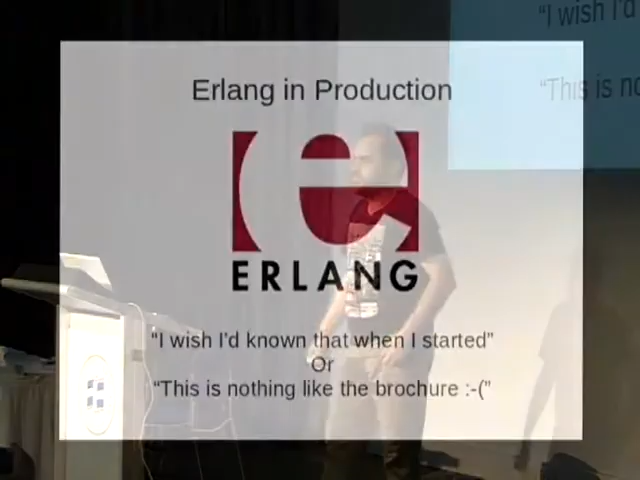 "I wish I'd
"This is no
Erlang in Production
ERLANG
"I wish I'd known that when I started"
Or
"This is nothing like the brochure :-("